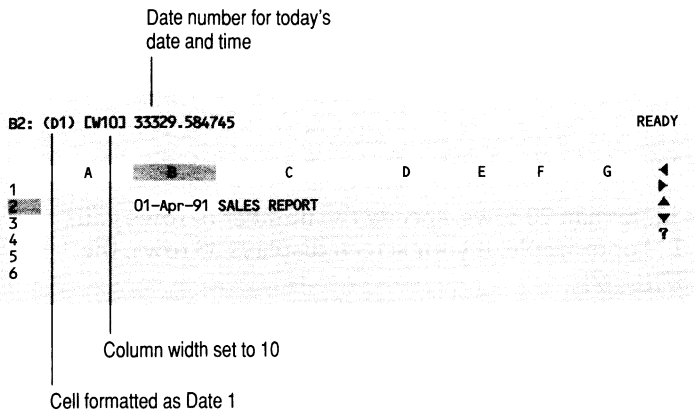 Date number for today's
date and time
B2: (D1) [W10] 33329.584745 READY
A B C D E F G
1
2 01-Apr-91 SALES REPORT
3
4
?
5
6
Column width set to 10
Cell formatted as Date 1